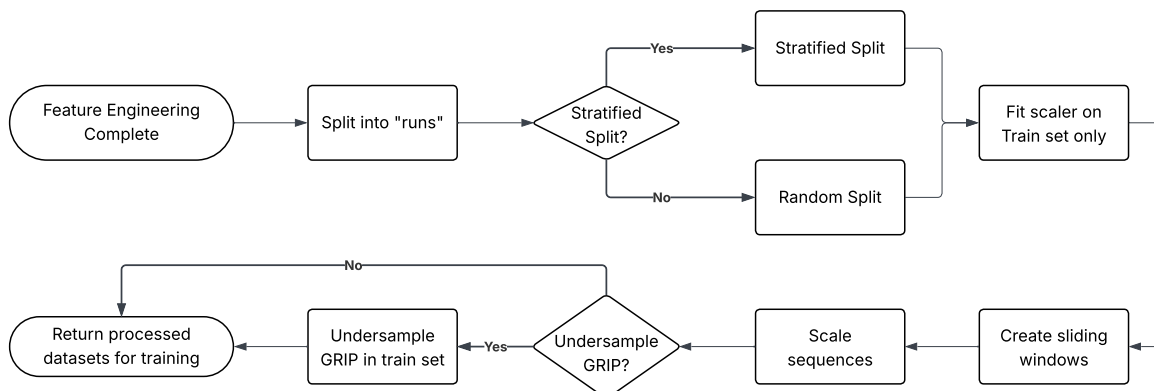 Feature Engineering
Complete
Split into "runs"
Stratified
Split?
Yes
No
Stratified Split
Random Split
Fit scaler on
Train set only
Create sliding
windows
Scale
sequences
Undersample
GRIP?
Yes
No
Undersample
GRIP in train set
Return processed
datasets for training